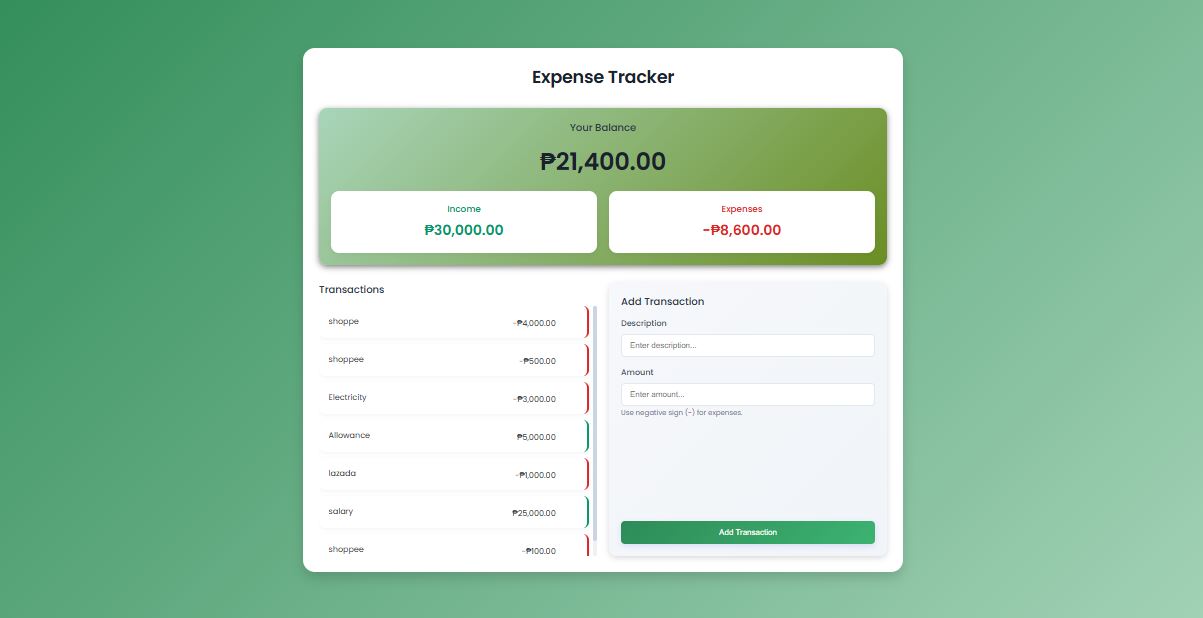 Expense Tracker
Your Balance
₱21,400.00
Income
₱30,000.00
Expenses
-₱8,600.00
Transactions
shoppe -₱4,000.00
shoppee -₱500.00
Electricity -₱3,000.00
Allowance ₱5,000.00
lazada -₱1,000.00
salary ₱25,000.00
shoppee -₱100.00
Add Transaction
Description
Enter description...
Amount
Enter amount...
Use negative sign (-) for expenses.
Add Transaction